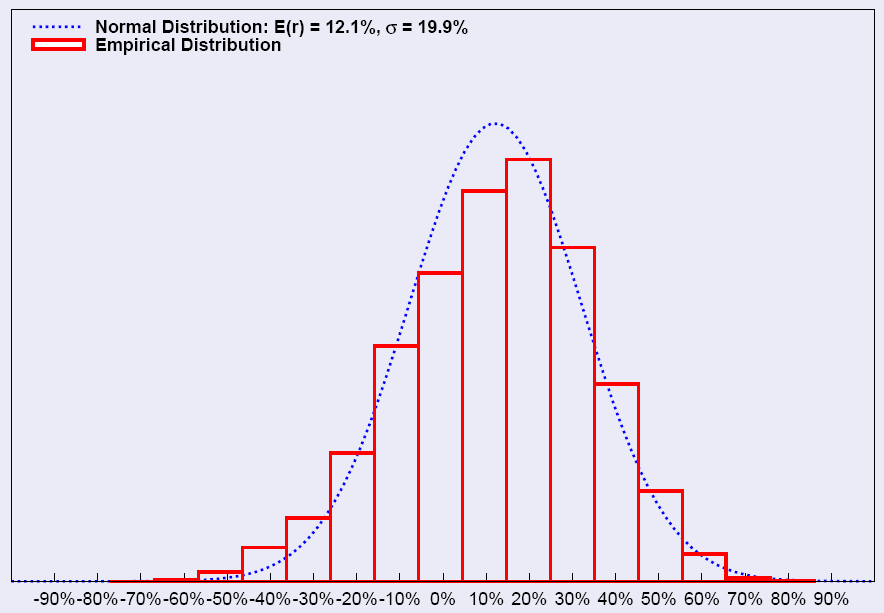 Normal Distribution: E(r) = 12.1%, σ = 19.9%
Empirical Distribution
-90% -80% -70% -60% -50% -40% -30% -20% -10% 0% 10% 20% 30% 40% 50% 60% 70% 80% 90%